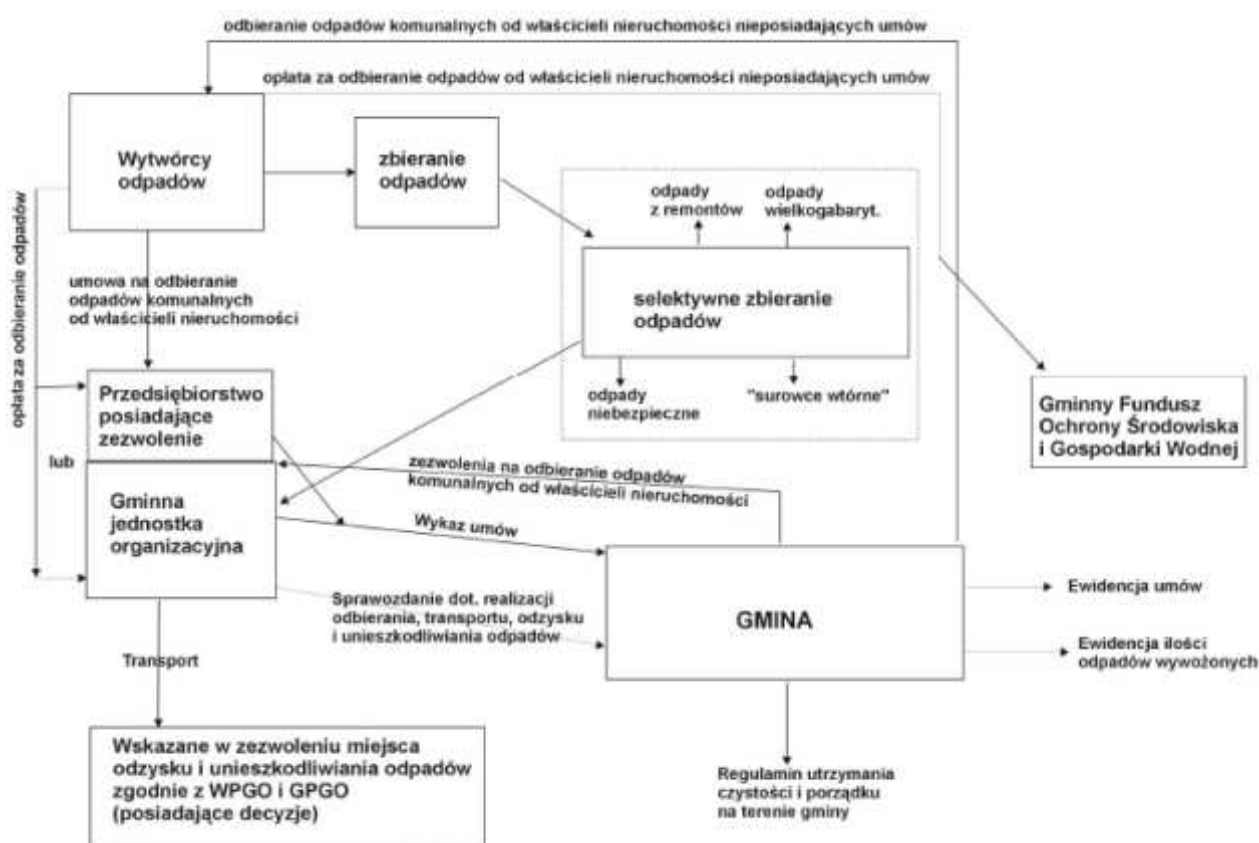 odbieranie odpadów komunalnych od właścicieli nieruchomości nieposiadających umów
opłata za odbieranie odpadów od właścicieli nieruchomości nieposiadających umów
Wytwórcy
odpadów
zbieranie
odpadów
odpady
z remontów
odpady
wielkogabaryt.
opłata za odbieranie odpadów
umowa na odbieranie
odpadów komunalnych
od właścicieli nieruchomości
selektywne zbieranie
odpadów
odpady
niebezpieczne
"surowce wtórne"
Przedsiębiorstwo
posiadające
zezwolenie
Gminny Fundusz
Ochrony Środowiska
i Gospodarki Wodnej
lub
zezwolenia na odbieranie odpadów
komunalnych od właścicieli nieruchomości
Gminna
jednostka
organizacyjna
Wykaz umów
Sprawozdanie dot. realizacji
odbierania, transportu, odzysku
i unieszkodliwiania odpadów
GMINA
Ewidencja umów
Ewidencja ilości
odpadów wywożonych
Transport
Wskazane w zezwoleniu miejsca
odzysku i unieszkodliwiania odpadów
zgodnie z WPGO i GPGO
(posiadające decyzje)
Regulamin utrzymania
czystości i porządku
na terenie gminy